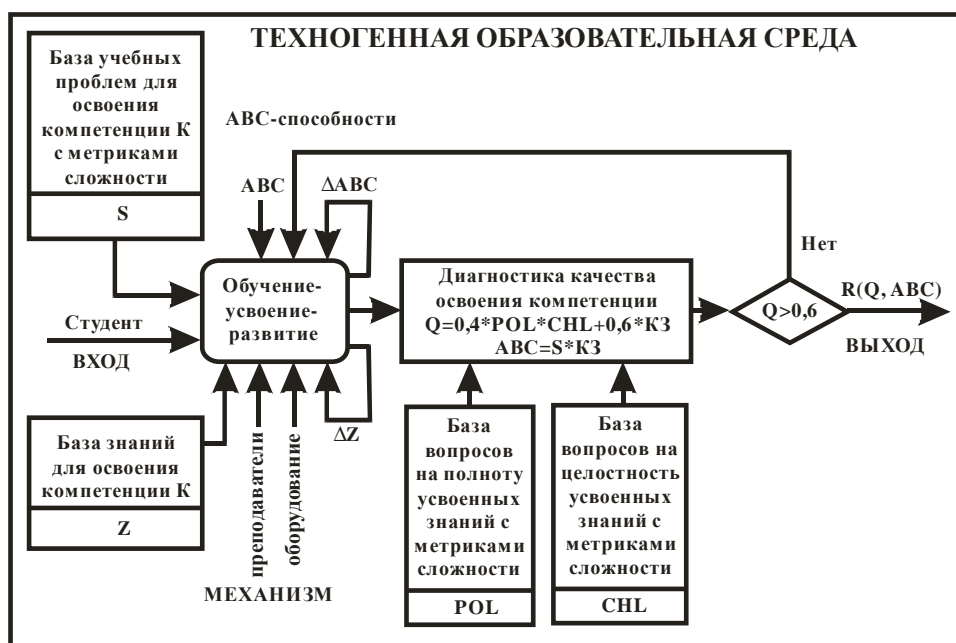 ТЕХНОГЕННАЯ ОБРАЗОВАТЕЛЬНАЯ СРЕДА
База учебных
проблем для
освоения
компетенции К
с метриками
сложности
S
АВС-способности
АВС
ΔАВС
Нет
Обучение-
усвоение-
развитие
Диагностика качества
освоения компетенции
Q=0,4*POL*CHL+0,6*КЗ
АВС=S*КЗ
Q>0,6
R(Q, АВС)
ВЫХОД
Студент
ВХОД
База знаний
для освоения
компетенции К
Z
преподаватели
оборудование
ΔZ
МЕХАНИЗМ
База
вопросов
на полноту
усвоенных
знаний с
метриками
сложности
POL
База
вопросов на
целостность
усвоенных
знаний с
метриками
сложности
CHL